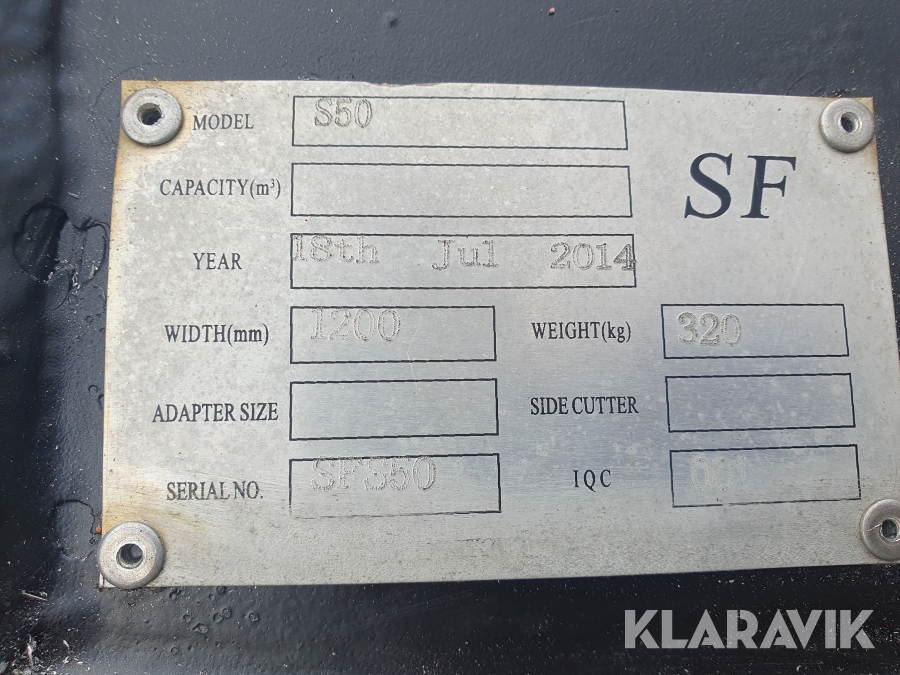 MODEL S50
CAPACITY(m³)
SF
YEAR 18th Jul 2014
WIDTH(mm) 1200 WEIGHT(kg) 320
ADAPTER SIZE SIDE CUTTER
SERIAL NO. SFS50 IQC
KLARAVIK